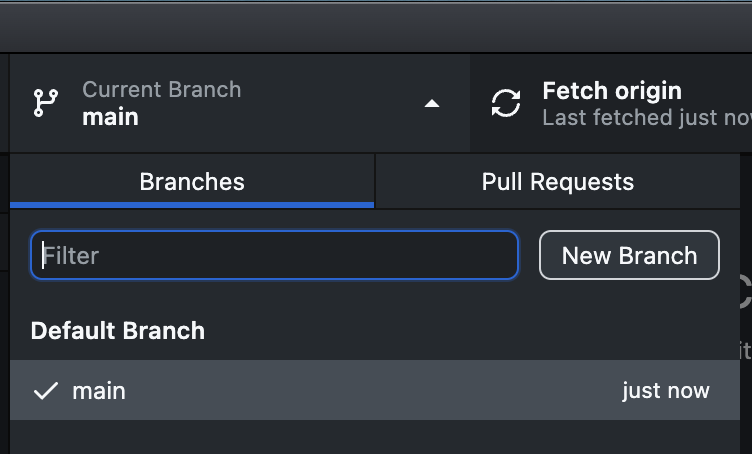 Current Branch
main
Fetch origin
Last fetched just
Branches
Pull Requests
Filter
New Branch
Default Branch
main
just now